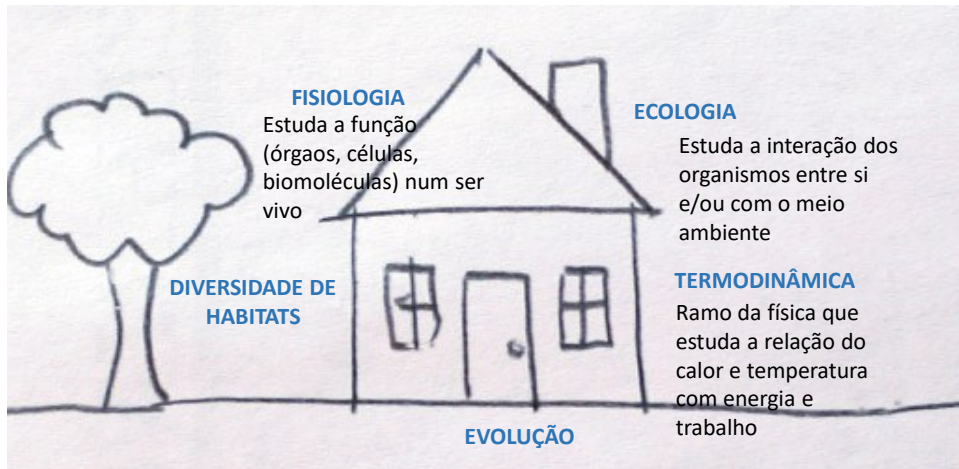 FISIOLOGIA
Estuda a função
(órgaos, células,
biomoléculas) num ser
vivo
ECOLOGIA
Estuda a interação dos
organismos entre si
e/ou com o meio
ambiente
DIVERSIDADE DE
HABITATS
TERMODINÂMICA
Ramo da física que
estuda a relação do
calor e temperatura
com energia e
trabalho
EVOLUÇÃO